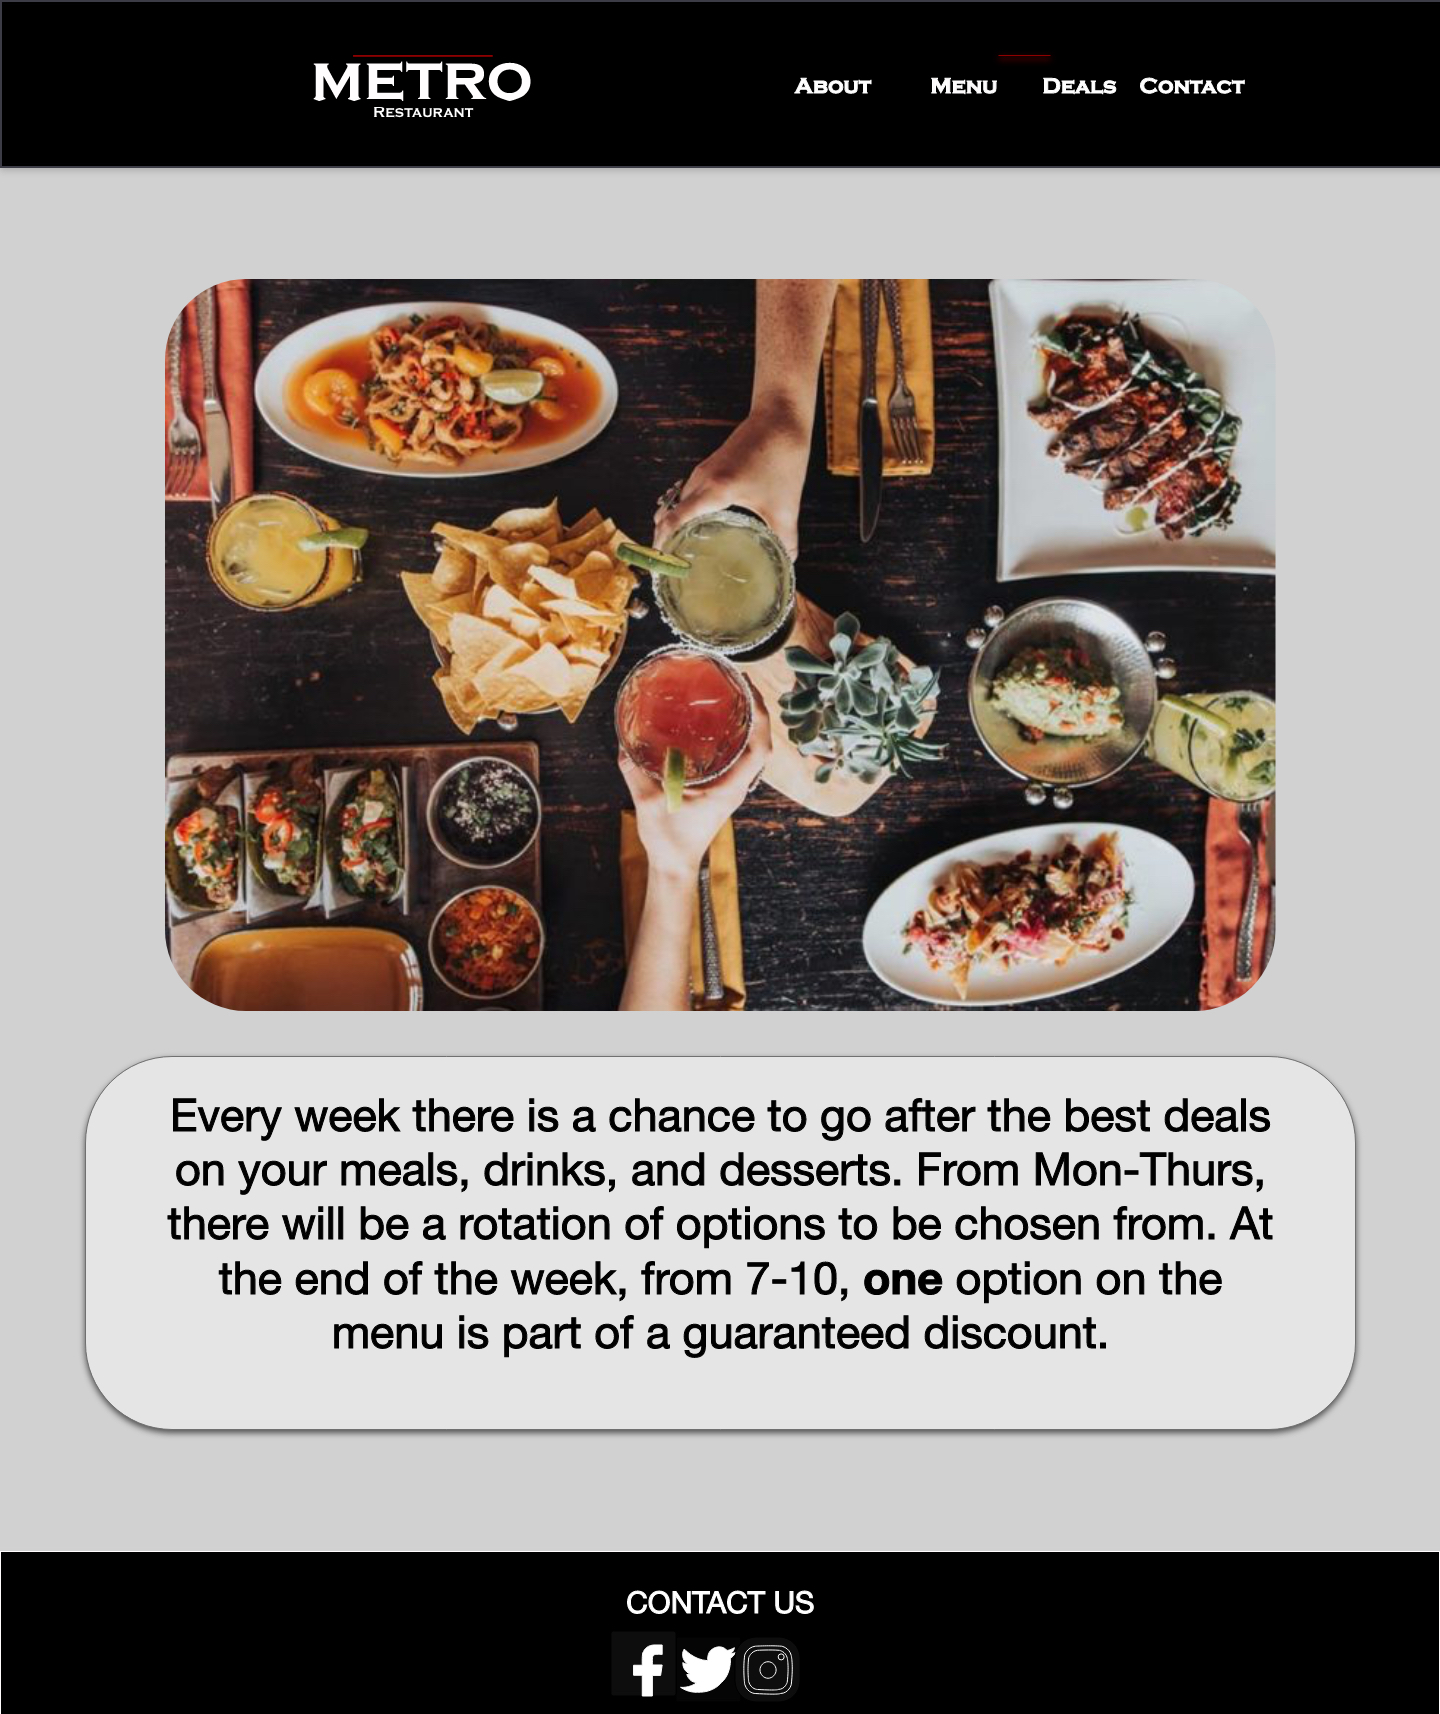 METRO
RESTAURANT
ABOUT MENU DEALS CONTACT
Every week there is a chance to go after the best deals
on your meals, drinks, and desserts. From Mon-Thurs,
there will be a rotation of options to be chosen from. At
the end of the week, from 7-10, one option on the
menu is part of a guaranteed discount.
CONTACT US